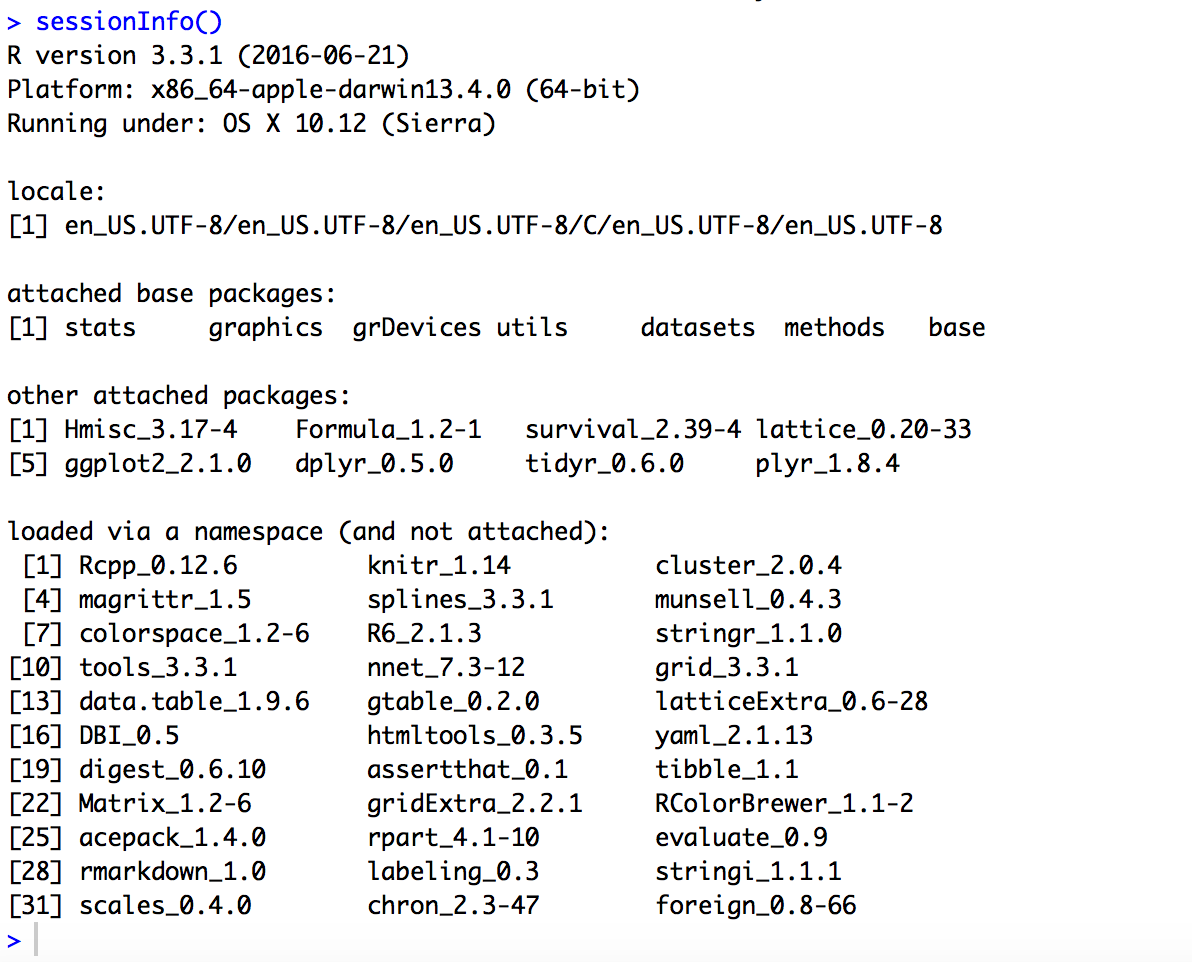 > sessionInfo()
R version 3.3.1 (2016-06-21)
Platform: x86_64-apple-darwin13.4.0 (64-bit)
Running under: OS X 10.12 (Sierra)

locale:
[1] en_US.UTF-8/en_US.UTF-8/en_US.UTF-8/C/en_US.UTF-8/en_US.UTF-8

attached base packages:
[1] stats     graphics  grDevices utils     datasets  methods   base

other attached packages:
[1] Hmisc_3.17-4    Formula_1.2-1   survival_2.39-4 lattice_0.20-33
[5] ggplot2_2.1.0   dplyr_0.5.0     tidyr_0.6.0     plyr_1.8.4

loaded via a namespace (and not attached):
 [1] Rcpp_0.12.6         knitr_1.14          cluster_2.0.4
 [4] magrittr_1.5        splines_3.3.1       munsell_0.4.3
 [7] colorspace_1.2-6    R6_2.1.3            stringr_1.1.0
[10] tools_3.3.1         nnet_7.3-12         grid_3.3.1
[13] data.table_1.9.6    gtable_0.2.0        latticeExtra_0.6-28
[16] DBI_0.5             htmltools_0.3.5     yaml_2.1.13
[19] digest_0.6.10       assertthat_0.1      tibble_1.1
[22] Matrix_1.2-6        gridExtra_2.2.1     RColorBrewer_1.1-2
[25] acepack_1.4.0       rpart_4.1-10        evaluate_0.9
[28] rmarkdown_1.0       labeling_0.3        stringi_1.1.1
[31] scales_0.4.0        chron_2.3-47        foreign_0.8-66
>